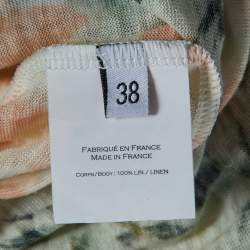 38
FABRIQUÉ EN FRANCE
MADE IN FRANCE
CORPS/BODY: 100% LIN / LINEN